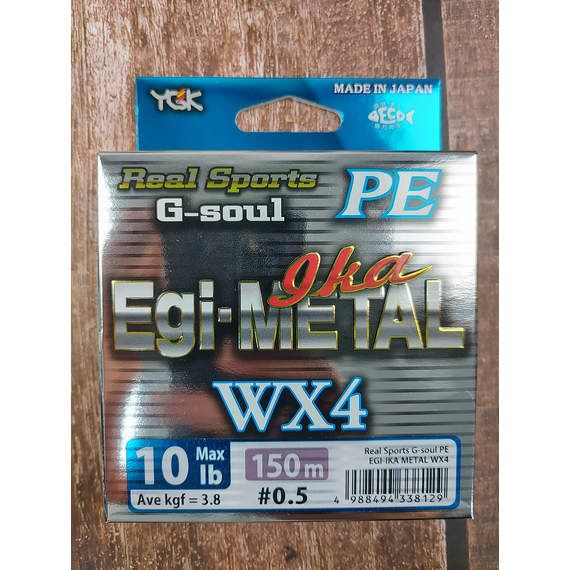 YGK
MADE IN JAPAN
ECO
Real Sports
G-soul
PE
Ika
Egi-METAL
WX4
10 Max lb
Ave kgf = 3.8
150m
#0.5
Real Sports G-soul PE
EGI-IKA METAL WX4
4 988494 338129